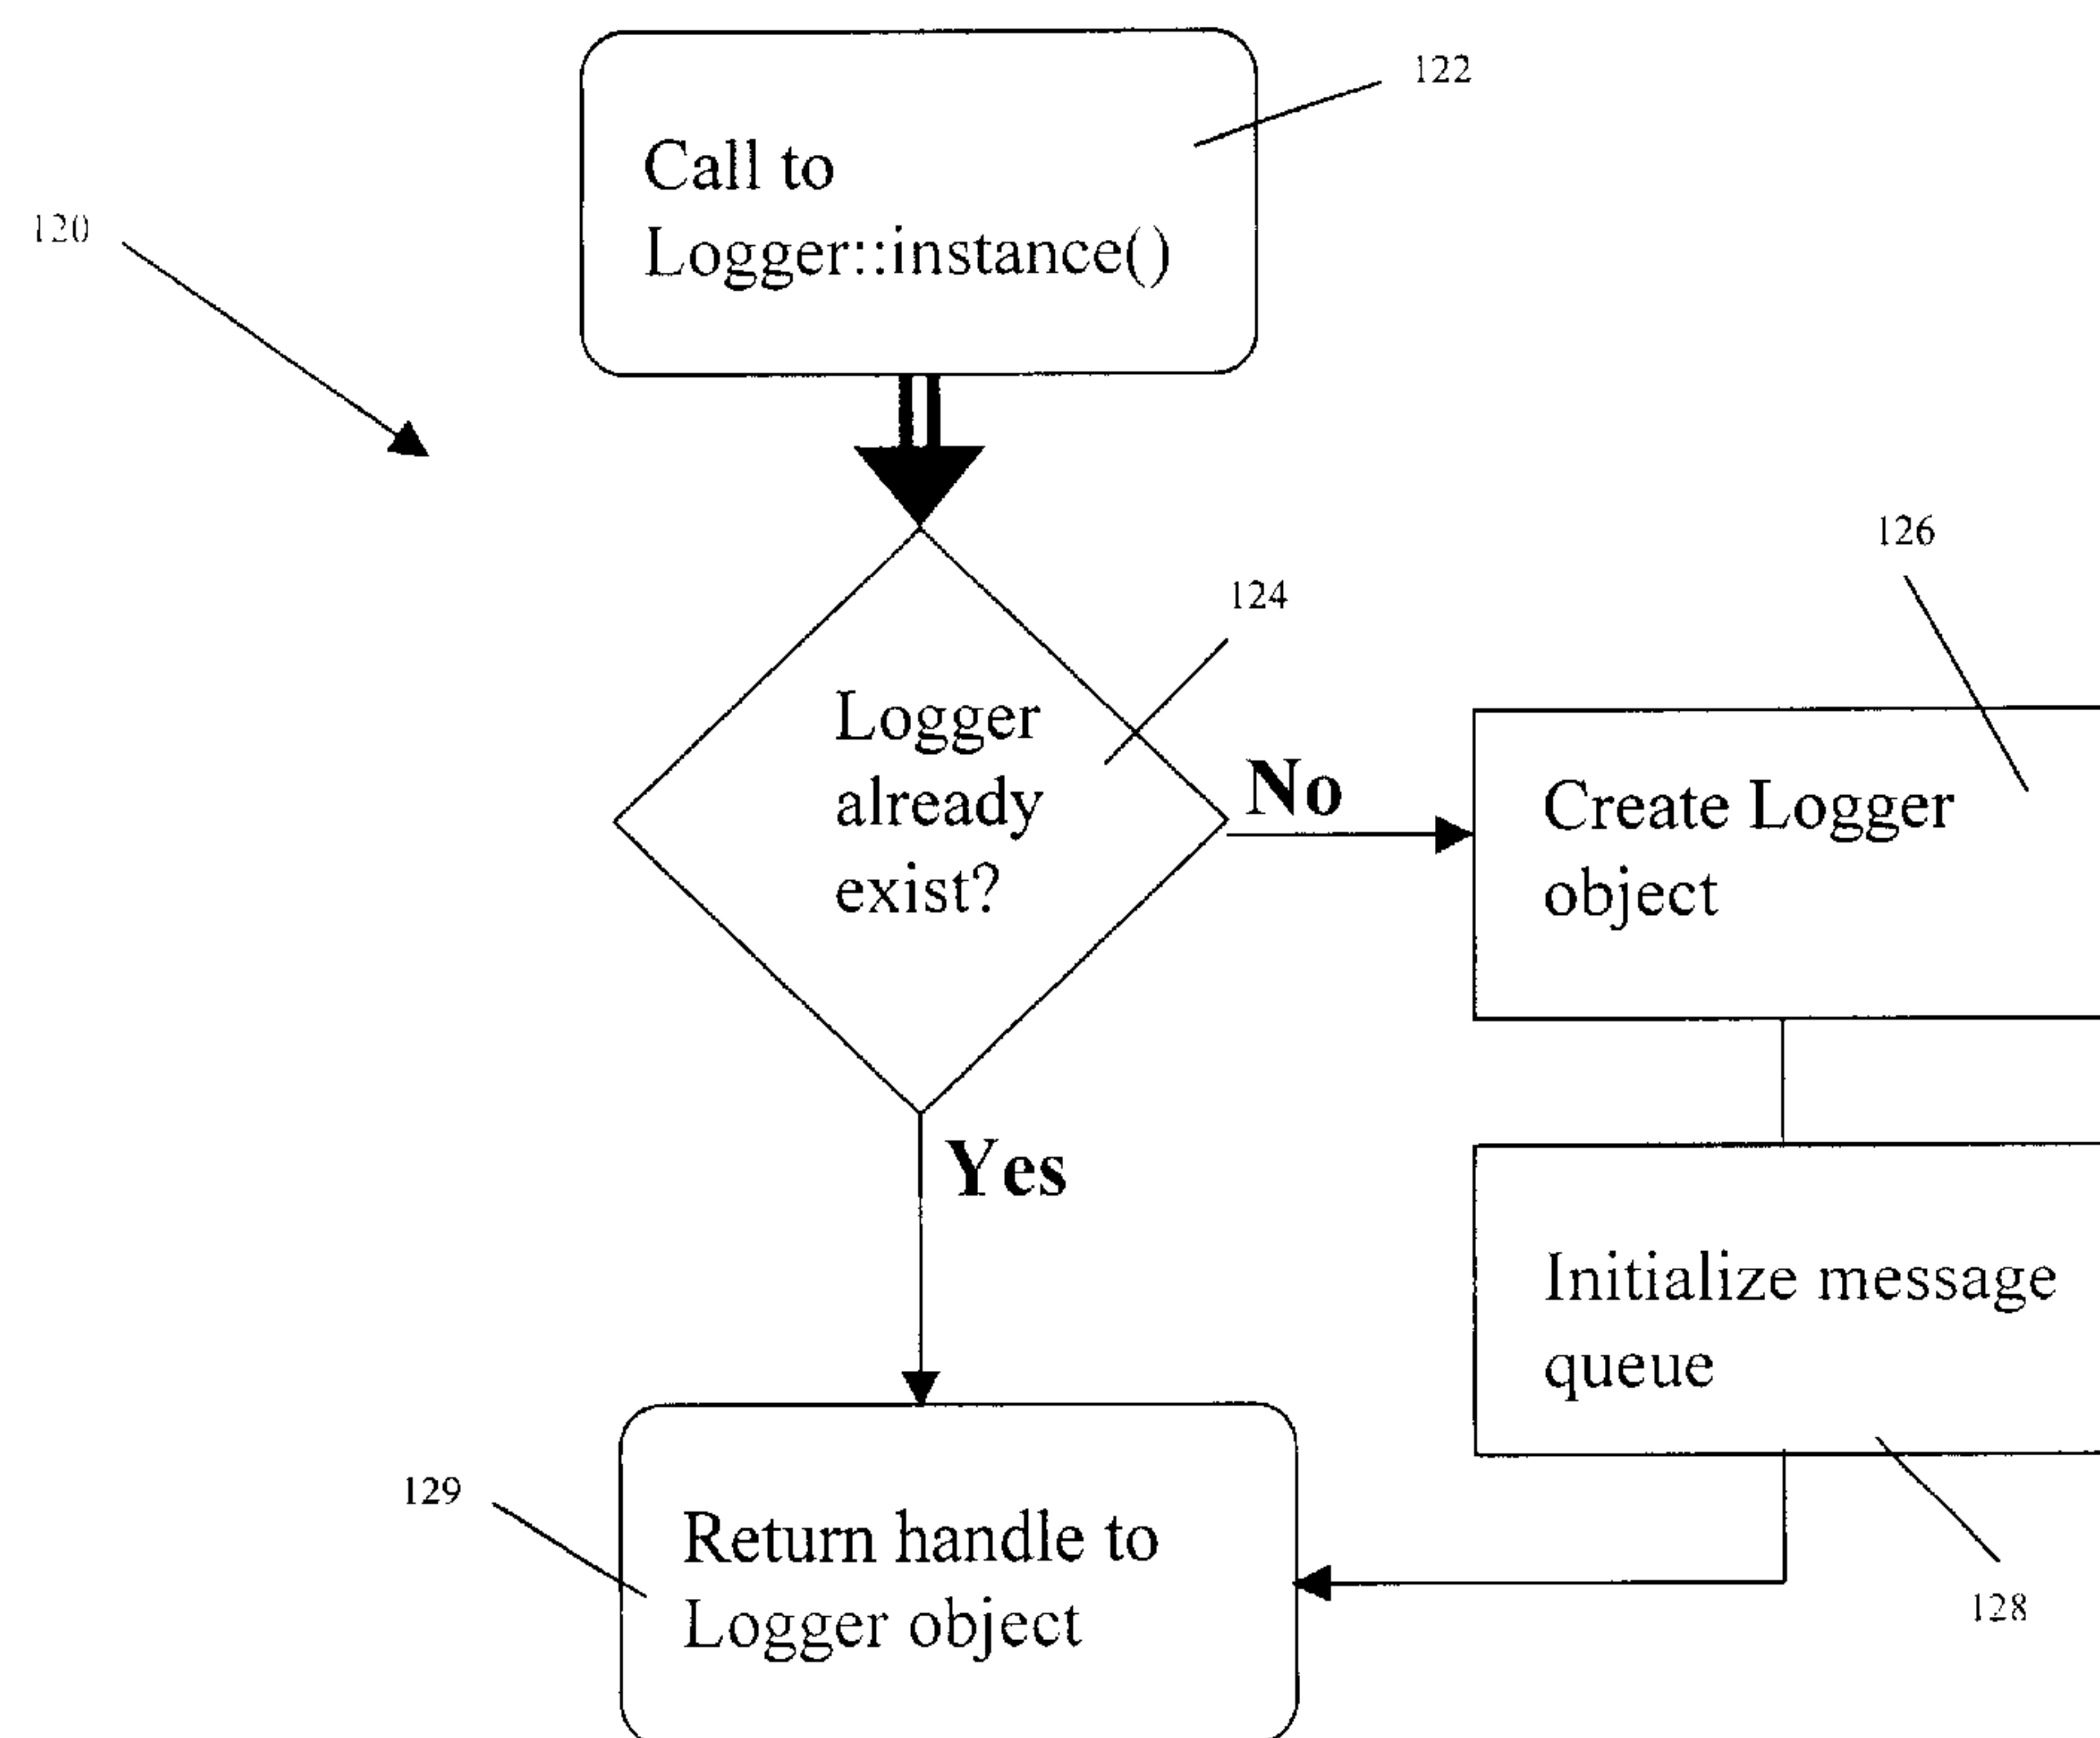 122
Call to
Logger::instance()
120
126
124
Logger
already
exist?
No
Create Logger
object
Yes
Initialize message
queue
129
Return handle to
Logger object
128